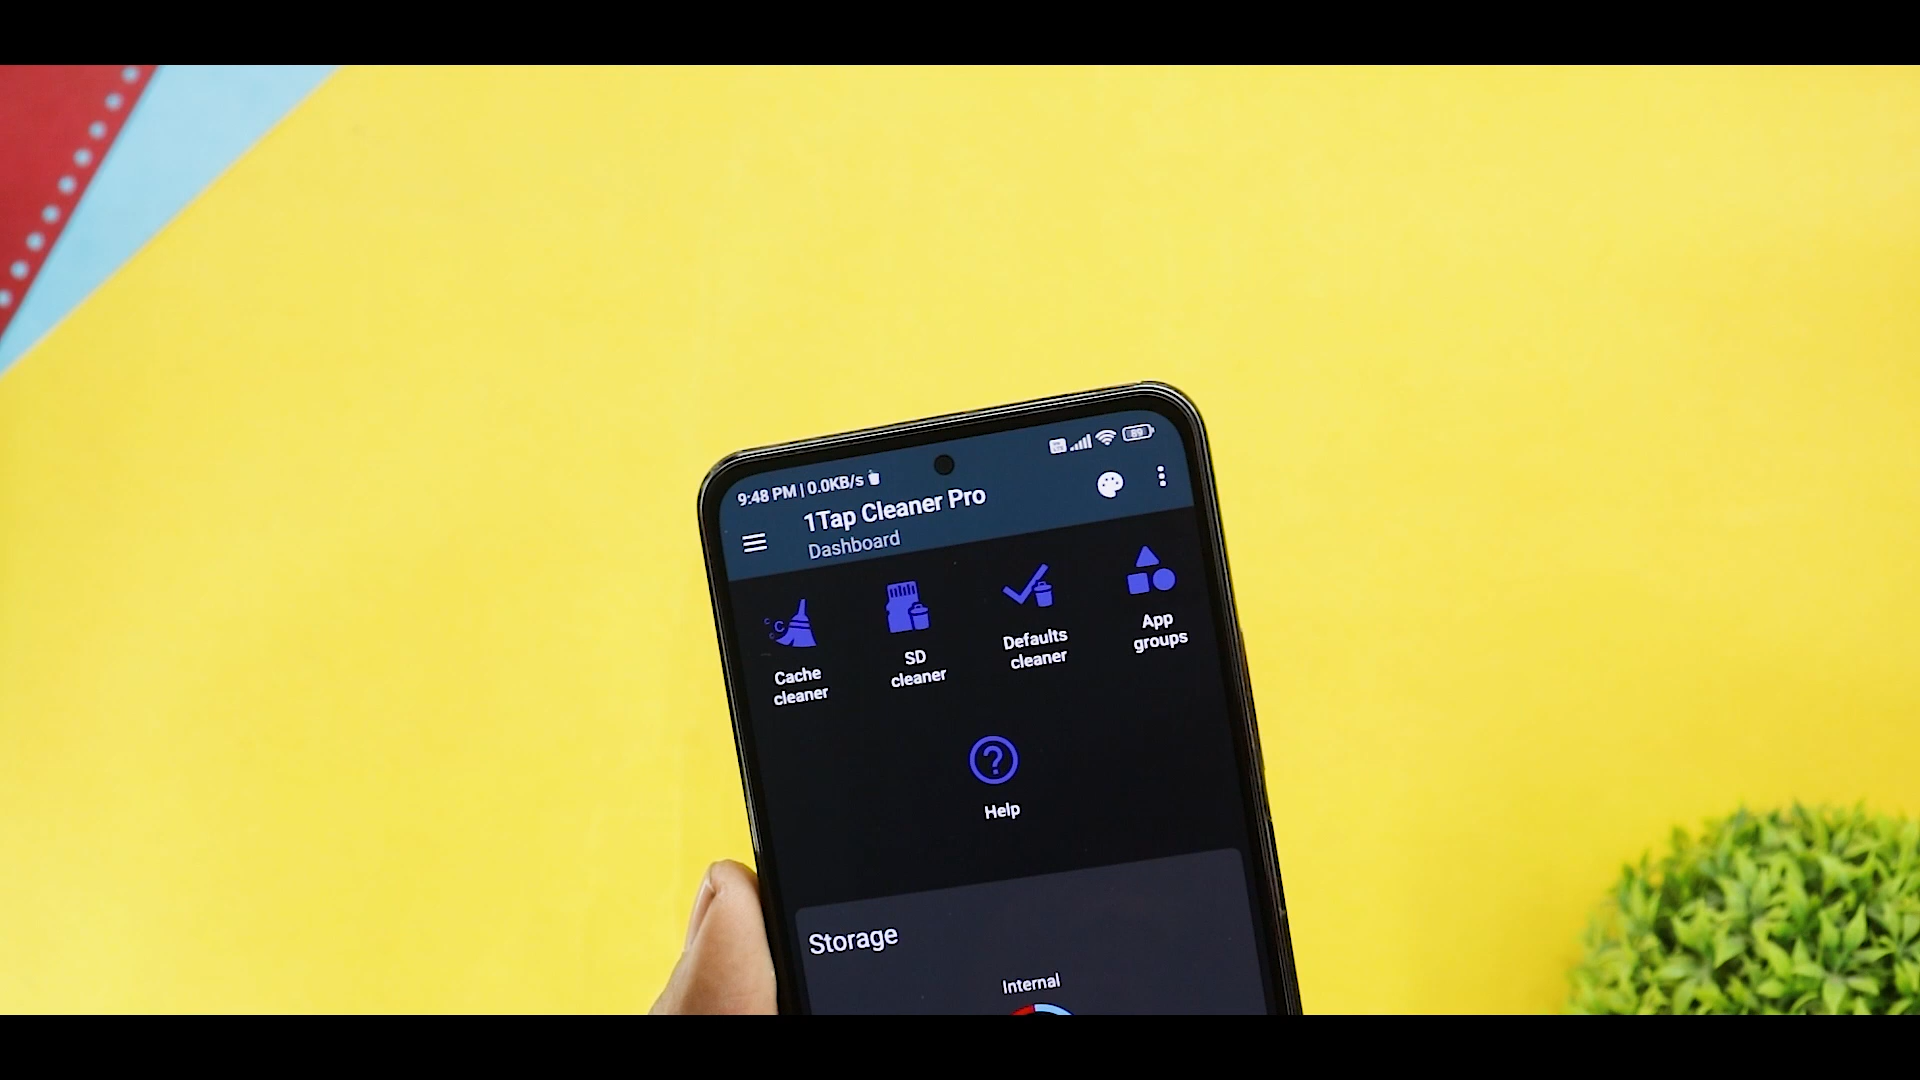 9:48 PM | 0.0KB/s
69
1Tap Cleaner Pro
Dashboard
Cache
cleaner
SD
cleaner
Defaults
cleaner
App
groups
Help
Storage
Internal